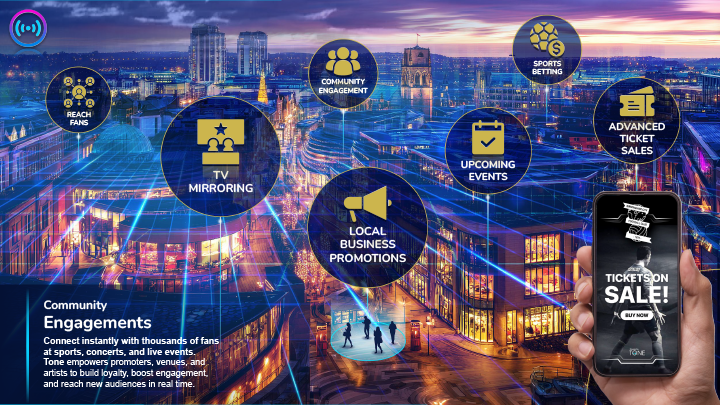 SPORTS
BETTING
COMMUNITY
ENGAGEMENT
REACH
FANS
ADVANCED
TICKET
SALES
TV
MIRRORING
UPCOMING
EVENTS
LOCAL
BUSINESS
PROMOTIONS
TICKETS ON
SALE!
BUY NOW
TONE
Community
Engagements
Connect instantly with thousands of fans
at sports, concerts, and live events.
Tone empowers promoters, venues, and
artists to build loyalty, boost engagement,
and reach new audiences in real time.